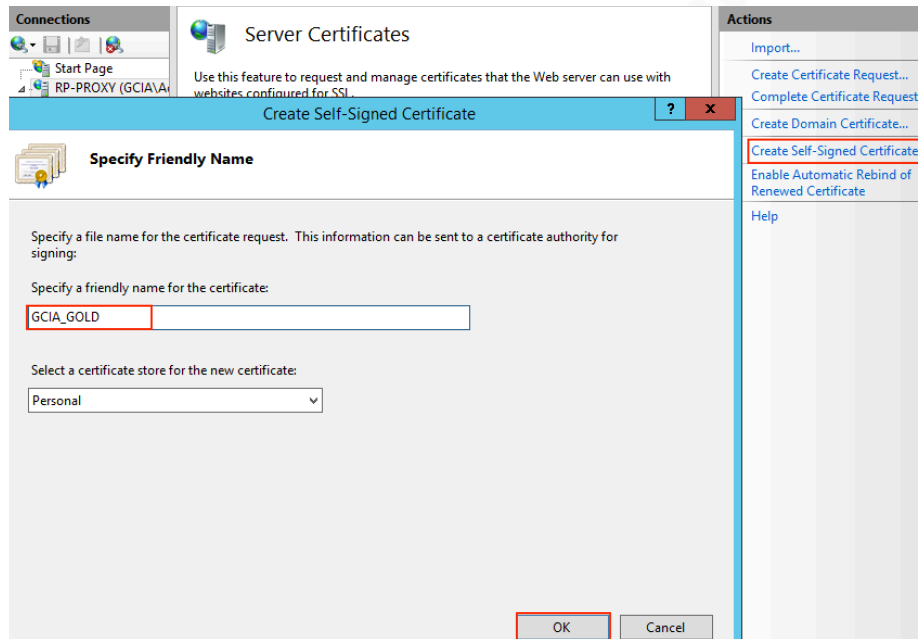 Connections
Start Page
RP-PROXY (GCIA\A
Server Certificates
Use this feature to request and manage certificates that the Web server can use with
websites configured for SSL.
Actions
Import...
Create Certificate Request...
Complete Certificate Request
Create Domain Certificate...
Create Self-Signed Certificate
Enable Automatic Rebind of
Renewed Certificate
Help
Create Self-Signed Certificate
?
X
Specify Friendly Name
Specify a file name for the certificate request. This information can be sent to a certificate authority for
signing:
Specify a friendly name for the certificate:
GCIA_GOLD
Select a certificate store for the new certificate:
Personal
OK
Cancel